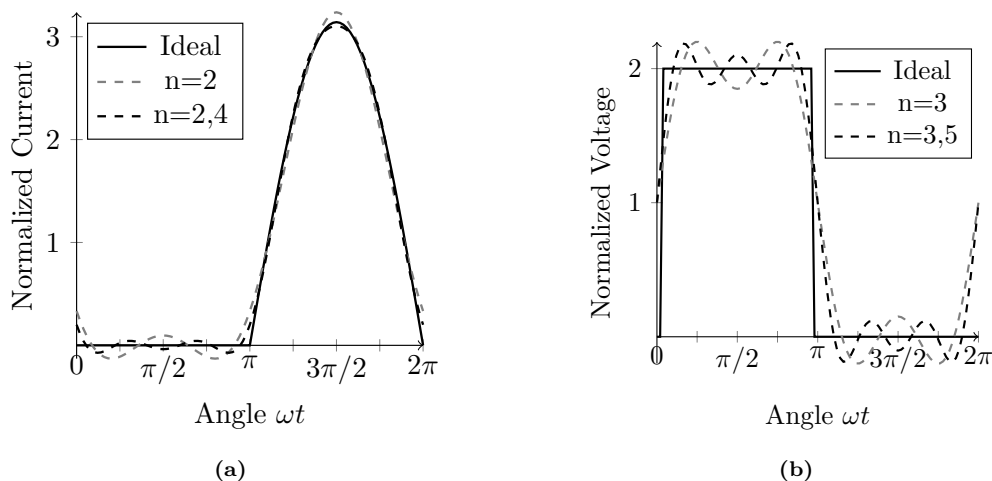 Normalized Current
3
2
1
Ideal
n=2
n=2,4
0
π/2
π
3π/2
2π
Angle ωt
(a)
Normalized Voltage
2
1
Ideal
n=3
n=3,5
0
π/2
π
3π/2
2π
Angle ωt
(b)